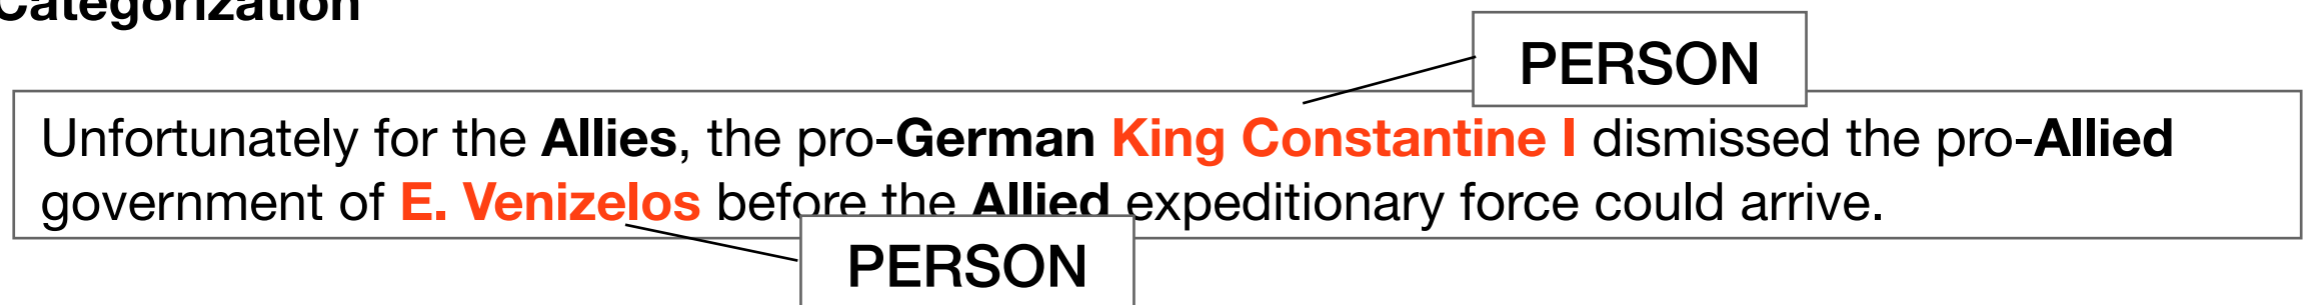 Categorization
PERSON
Unfortunately for the Allies, the pro-German King Constantine I dismissed the pro-Allied
government of E. Venizelos before the Allied expeditionary force could arrive.
PERSON